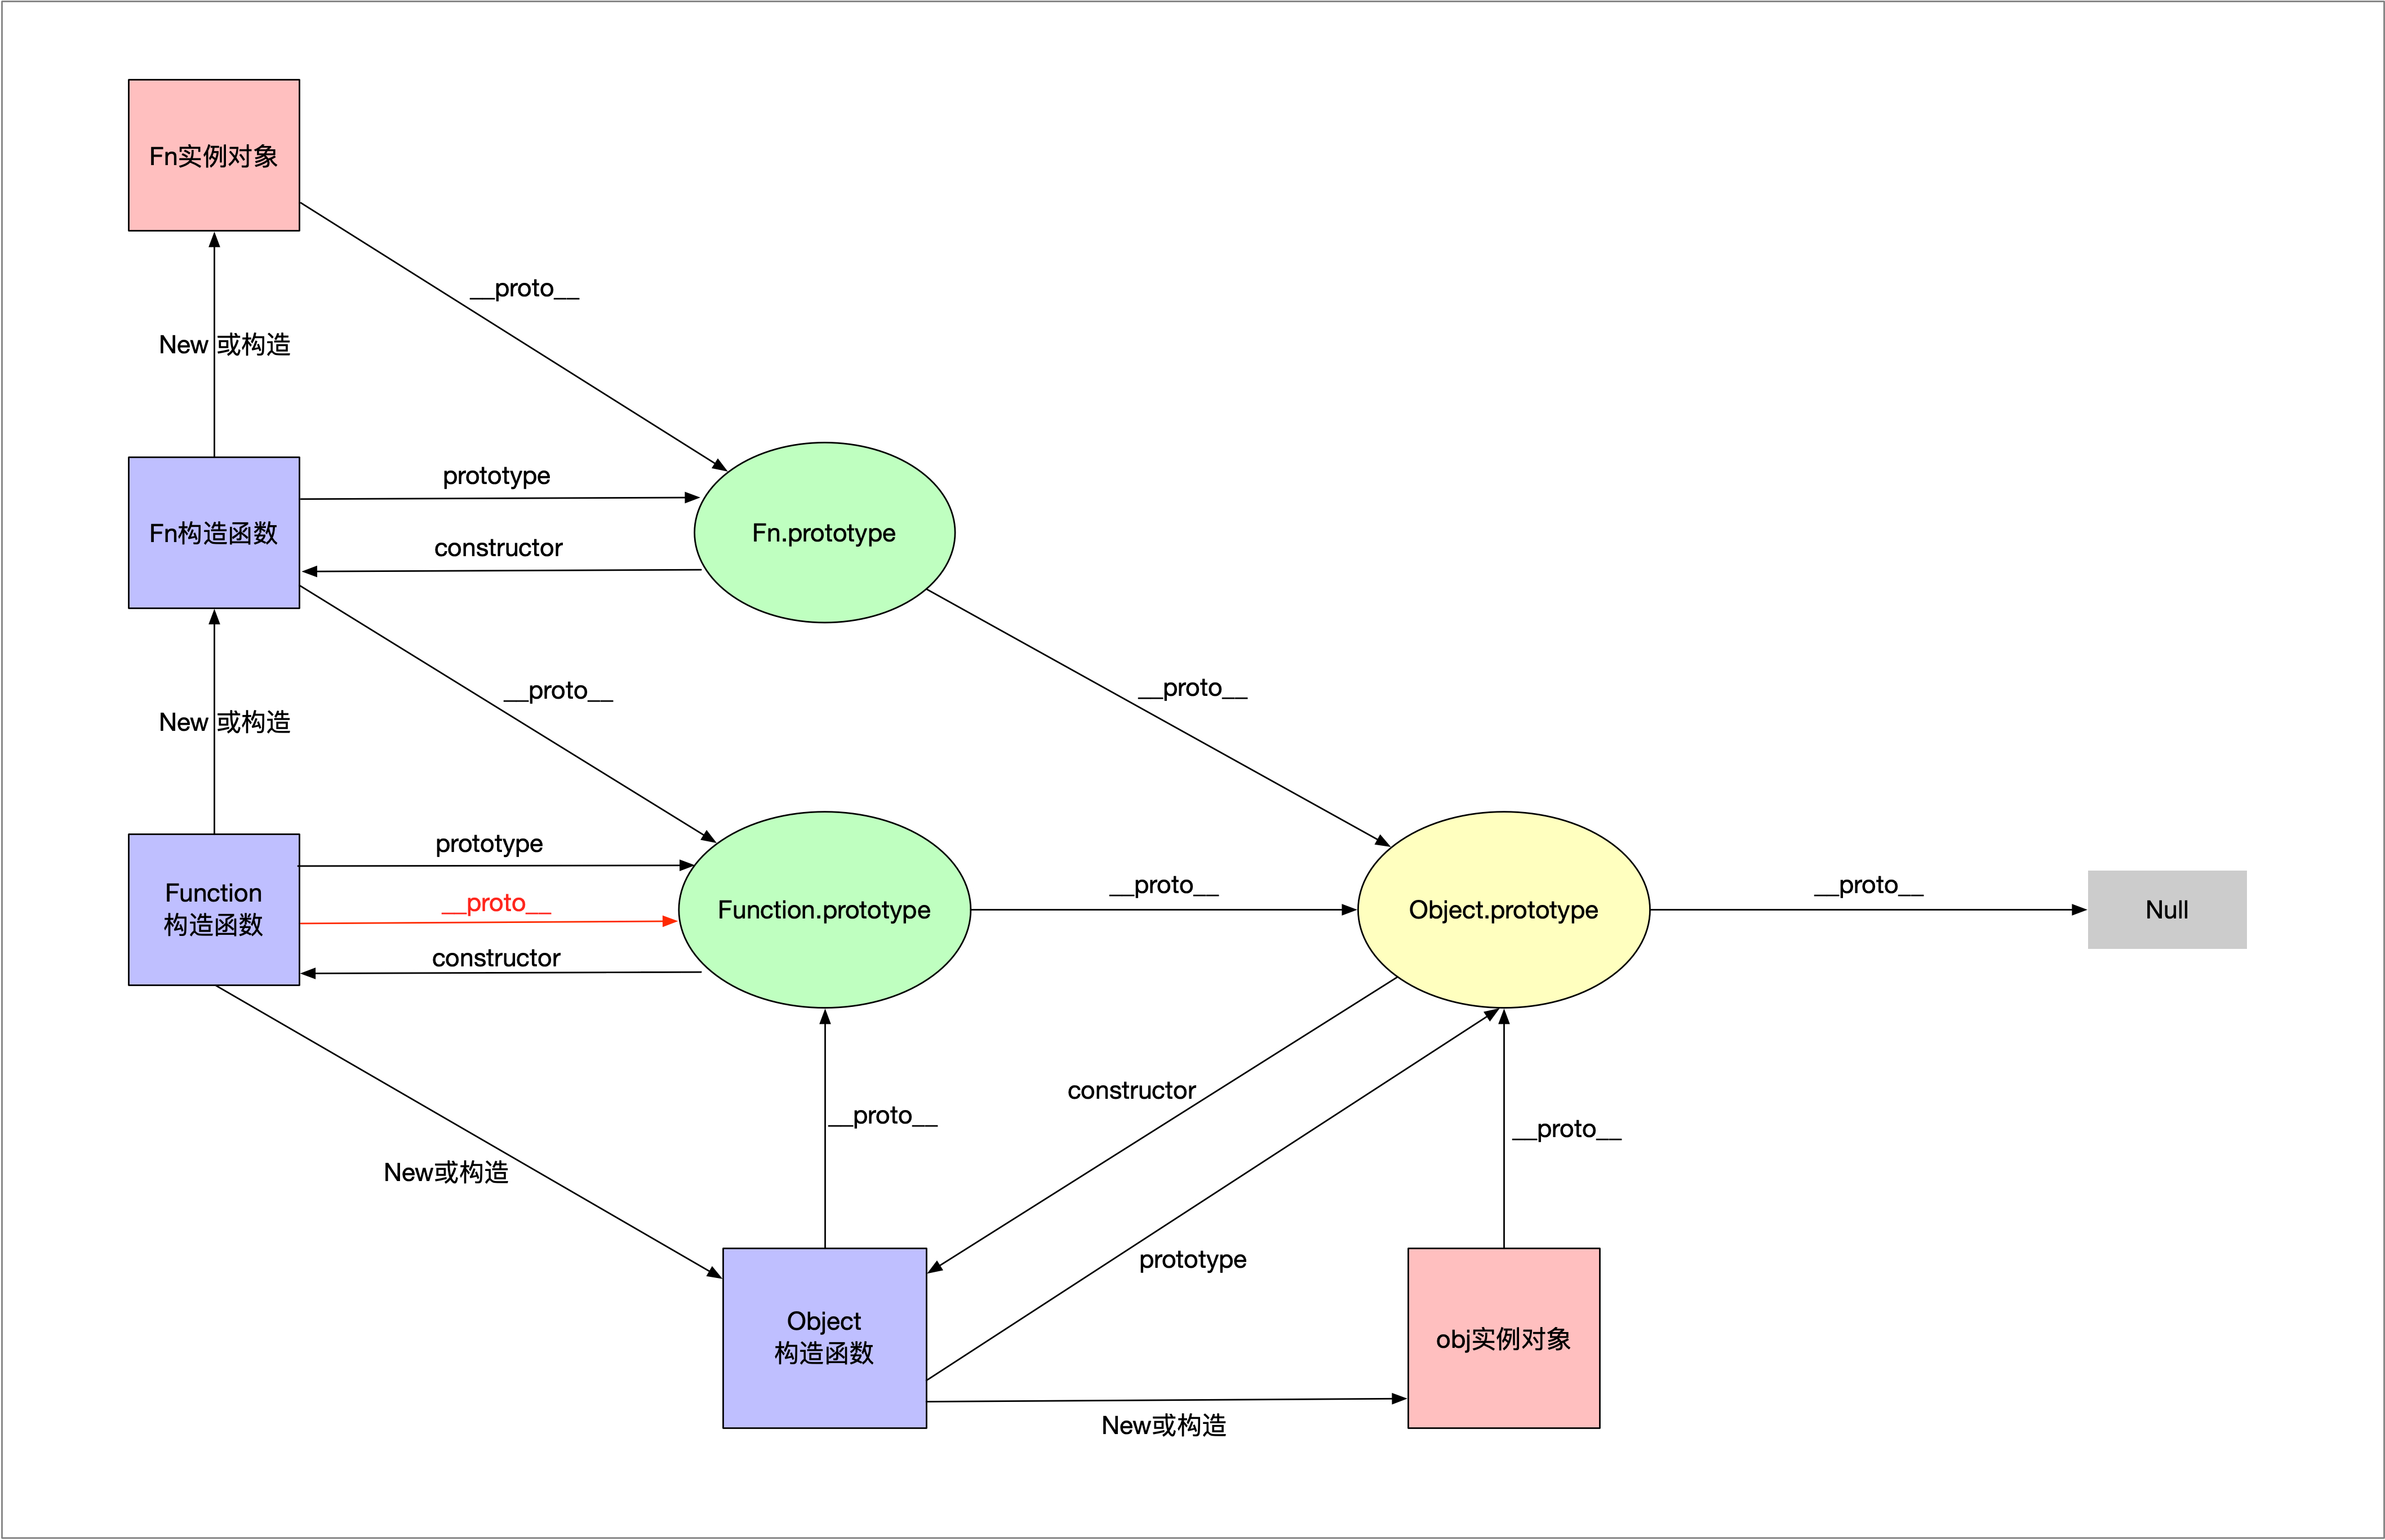 Fn实例对象
__proto__
New 或构造
prototype
Fn构造函数
Fn.prototype
constructor
__proto__
__proto__
New 或构造
prototype
Function
构造函数
__proto__
Function.prototype
__proto__
Object.prototype
__proto__
Null
constructor
constructor
__proto__
__proto__
New或构造
prototype
Object
构造函数
obj实例对象
New或构造